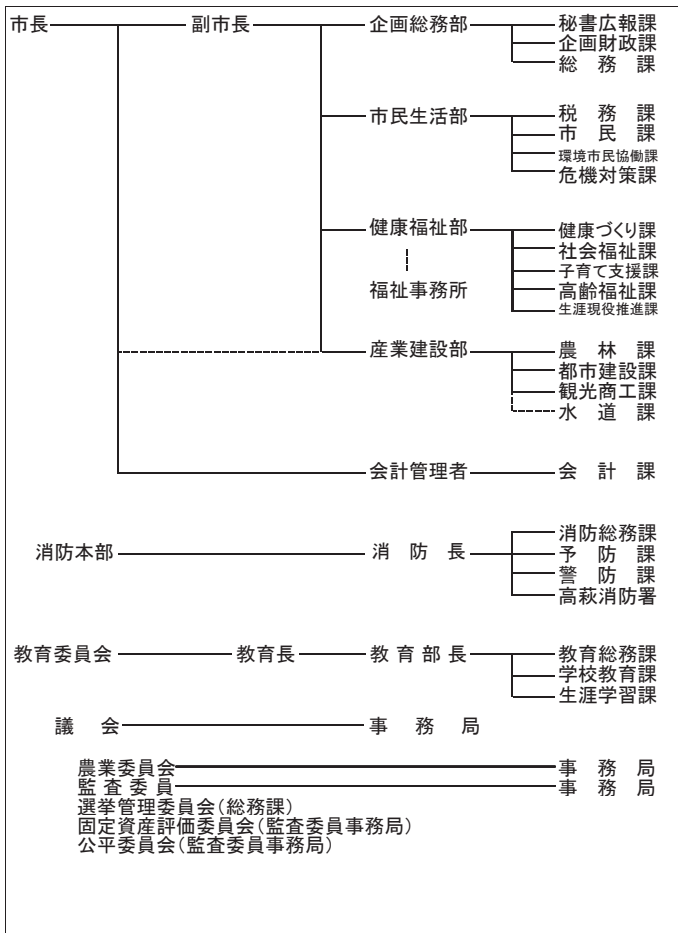 市長 副市長 企画総務部 秘書広報課
企画財政課
総務課
市民生活部 税務課
市民課
環境市民協働課
危機対策課
健康福祉部 健康づくり課
社会福祉課
子育て支援課
福祉事務所 高齢福祉課
生涯現役推進課
産業建設部 農林課
都市建設課
観光商工課
水道課
会計管理者 会計課
消防総務課
消防本部 消防長 予防課
警防課
高萩消防署
教育委員会 教育長 教育部長 教育総務課
学校教育課
生涯学習課
議会 事務局
農業委員会 事務局
監査委員 事務局
選挙管理委員会(総務課)
固定資産評価委員会(監査委員事務局)
公平委員会(監査委員事務局)